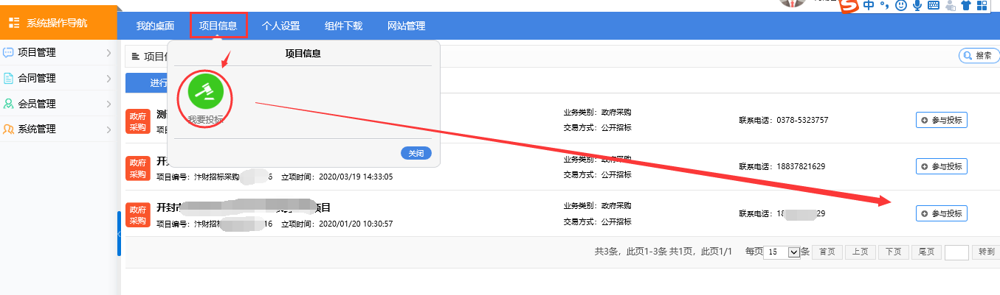 中
系统操作导航
我的桌面 项目信息 个人设置 组件下载 网站管理
项目管理
合同管理
会员管理
系统管理
项目信息
项目
搜索
进行
我要投标
关闭
政府采购
测
项目
业务类别：政府采购
交易方式：公开招标
联系电话：0378-5323757
参与投标
政府采购
开
项目编号：汴财招标采购 6 立项时间：2020/03/19 14:33:05
业务类别：政府采购
交易方式：公开招标
联系电话：18837821629
参与投标
政府采购
开封市 项目
项目编号：汴财招标 16 立项时间：2020/01/20 10:30:57
业务类别：政府采购
交易方式：公开招标
联系电话：18 29
参与投标
共3条，此页1-3条 共1页，此页1/1 每页 15 条 首页 上页 下页 尾页 转到